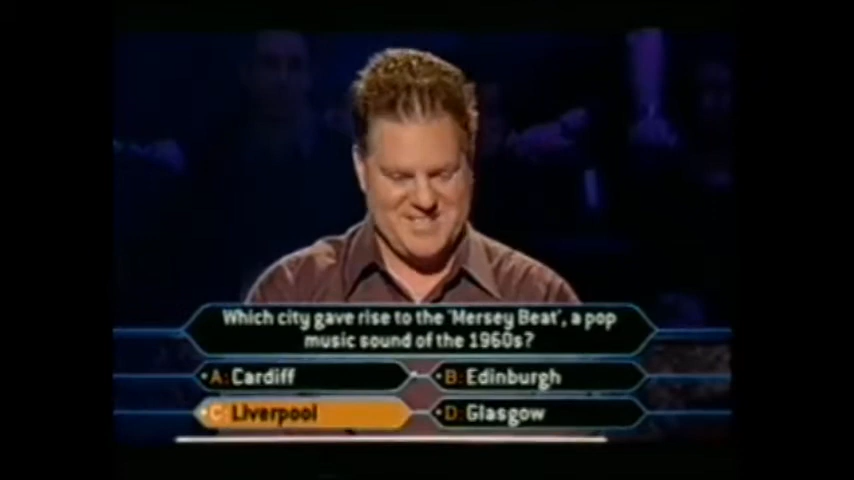 Which city gave rise to the 'Mersey Beat', a pop
music sound of the 1960s?
A: Cardiff
B: Edinburgh
C: Liverpool
D: Glasgow